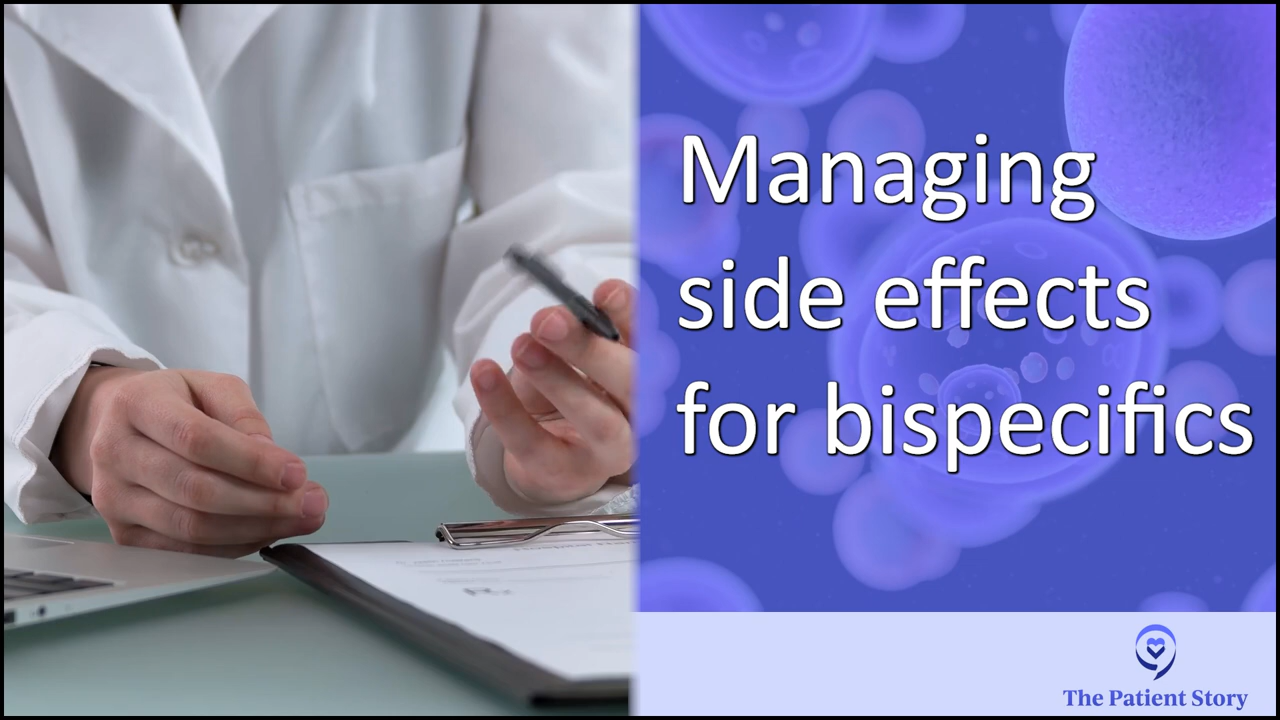 Managing
side effects
for bispecifics
The Patient Story